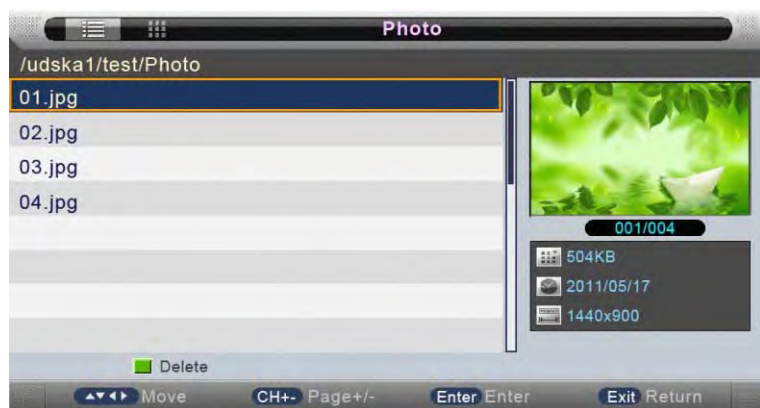 Photo
/udska1/test/Photo
01.jpg
02.jpg
03.jpg
04.jpg
001/004
504KB
2011/05/17
1440x900
Delete
Move CH+- Page+/- Enter Enter Exit Return